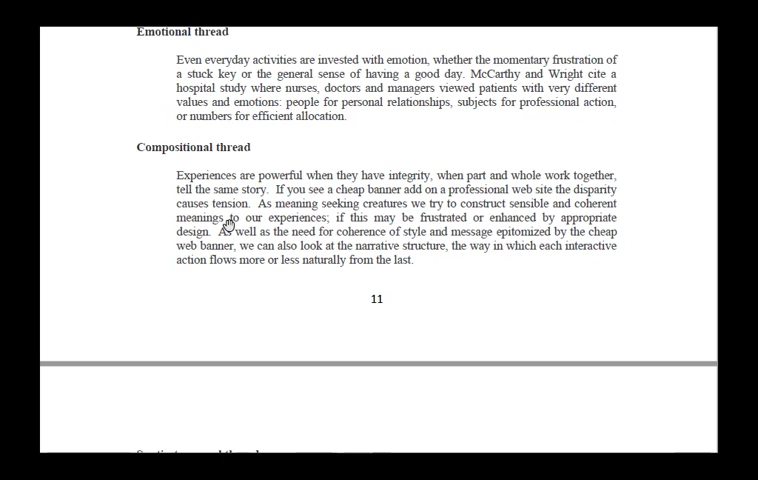 Emotional thread
Even everyday activities are invested with emotion, whether the momentary frustration of
a stuck key or the general sense of having a good day. McCarthy and Wright cite a
hospital study where nurses, doctors and managers viewed patients with very different
values and emotions: people for personal relationships, subjects for professional action,
or numbers for efficient allocation.
Compositional thread
Experiences are powerful when they have integrity, when part and whole work together,
tell the same story. If you see a cheap banner add on a professional web site the disparity
causes tension. As meaning seeking creatures we try to construct sensible and coherent
meanings to our experiences; if this may be frustrated or enhanced by appropriate
design. As well as the need for coherence of style and message epitomized by the cheap
web banner, we can also look at the narrative structure, the way in which each interactive
action flows more or less naturally from the last.
11